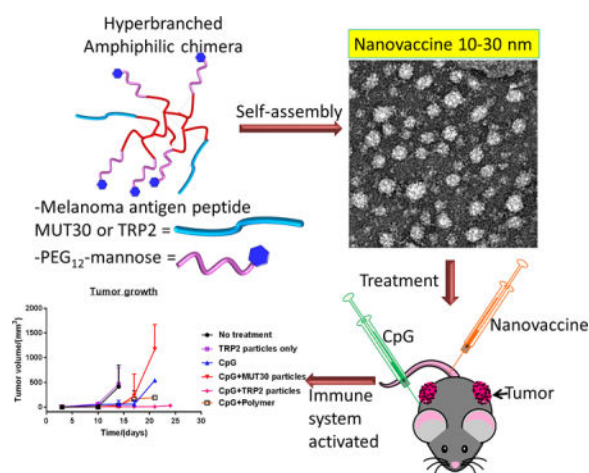 Hyperbranched
Amphiphilic chimera
Nanovaccine 10-30 nm
Self-assembly
-Melanoma antigen peptide
MUT30 or TRP2 =
-PEG12-mannose =
Treatment
CpG
Nanovaccine
Tumor
Immune
system
activated
Tumor growth
Tumor volume/(mm3)
2000
1500
1000
500
0
0
5
10
15
20
25
30
Time/(days)
No treatment
TRP2 particles only
CpG
CpG+MUT30 particles
CpG+TRP2 particles
CpG+Polymer